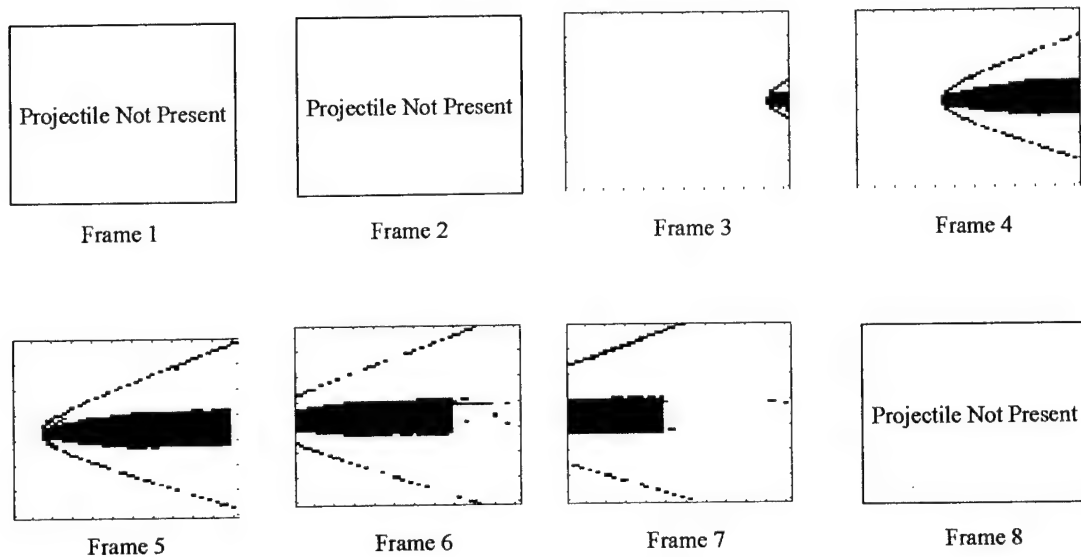 Projectile Not Present
Projectile Not Present
Frame 1
Frame 2
Frame 3
Frame 4
Projectile Not Present
Frame 5
Frame 6
Frame 7
Frame 8